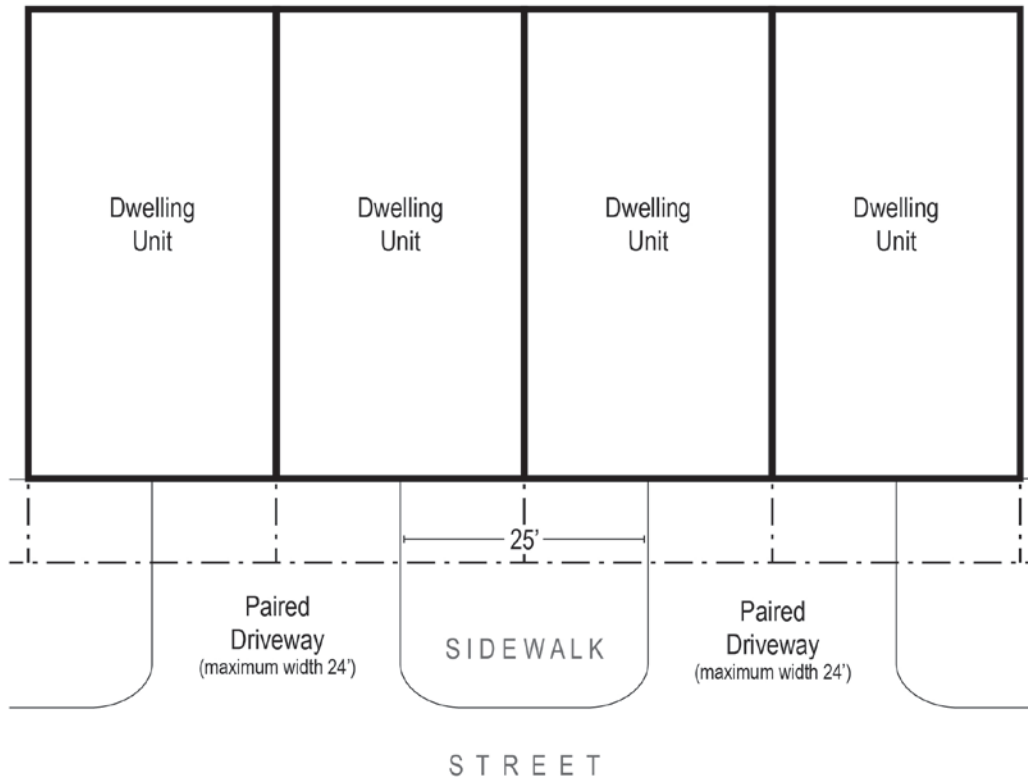 Dwelling
Unit
Dwelling
Unit
Dwelling
Unit
Dwelling
Unit
25’
Paired
Driveway
(maximum width 24’)
SIDEWALK
Paired
Driveway
(maximum width 24’)
STREET